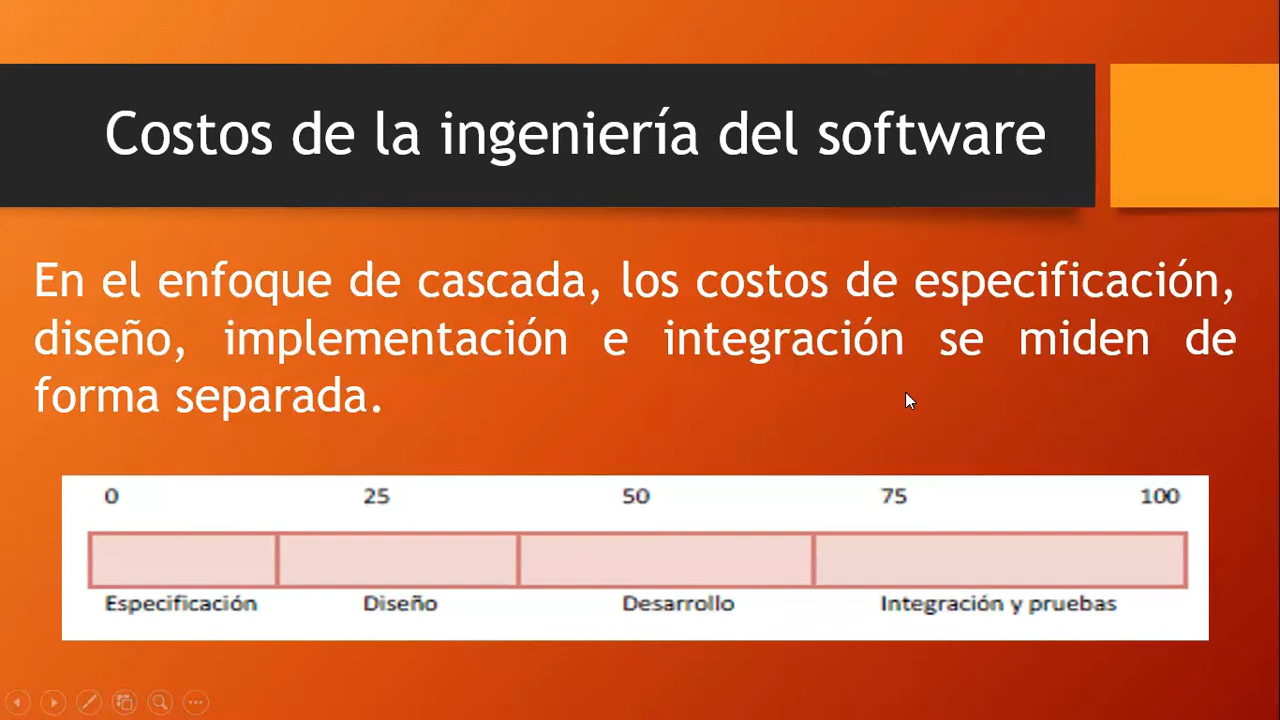 Costos de la ingeniería del software
En el enfoque de cascada, los costos de especificación,
diseño, implementación e integración se miden de
forma separada.
0 25 50 75 100
Especificación Diseño Desarrollo Integración y pruebas